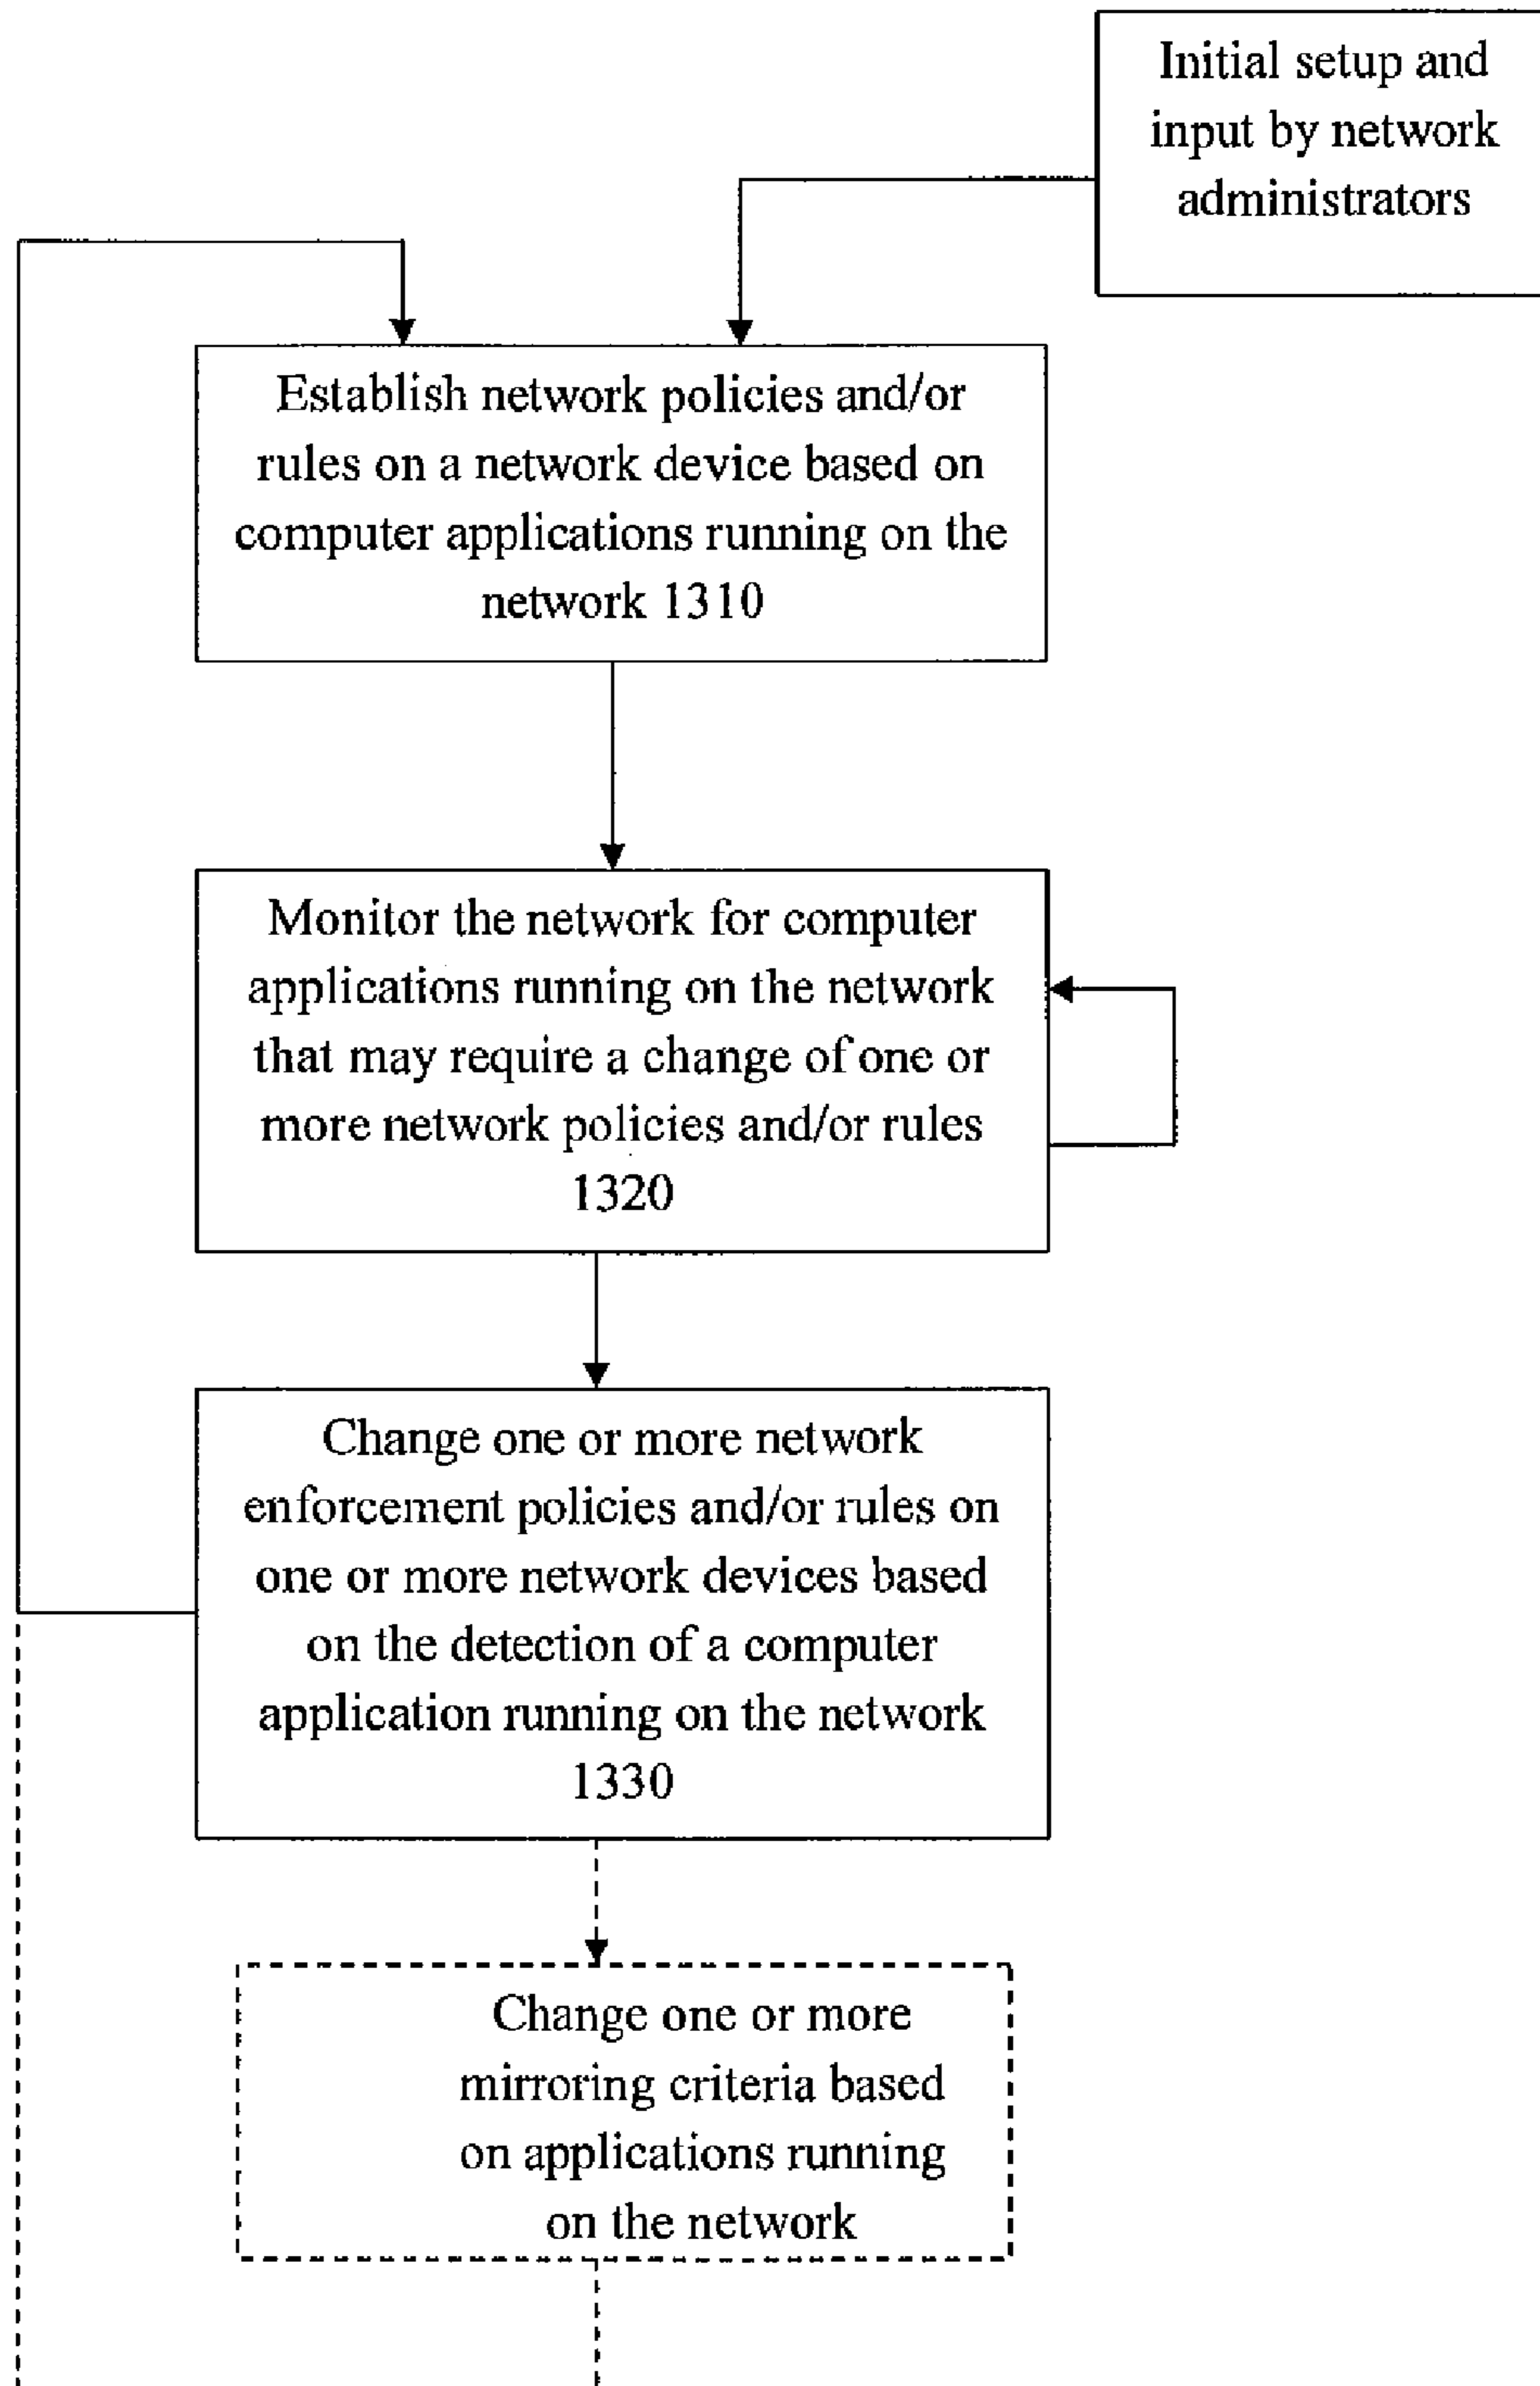 Initial setup and
input by network
administrators
Establish network policies and/or
rules on a network device based on
computer applications running on the
network 1310
Monitor the network for computer
applications running on the network
that may require a change of one or
more network policies and/or rules
1320
Change one or more network
enforcement policies and/or rules on
one or more network devices based
on the detection of a computer
application running on the network
1330
Change one or more
mirroring criteria based
on applications running
on the network